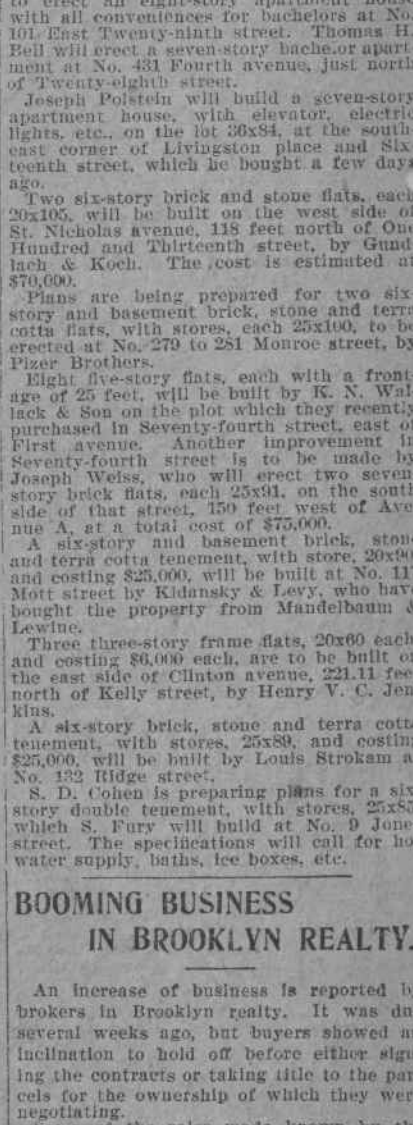 to erect an eight-story apartment house
with all conveniences for bachelors at No.
101 East Twenty-ninth street. Thomas H.
Bell will erect a seven-story bachelor apart
ment at No. 431 Fourth avenue, just north
of Twenty-eighth street.
Joseph Polstein will build a seven-story
apartment house, with elevator, electric
lights, etc., on the lot 36x84, at the south
east corner of Livingston place and Six
teenth street, which he bought a few days
ago.
Two six-story brick and stone flats, each
20x105, will be built on the west side of
St. Nicholas avenue, 118 feet north of One
Hundred and Thirteenth street, by Gund
lach & Koch. The cost is estimated at
$70,000.
Plans are being prepared for two six
story and basement brick, stone and terra
cotta flats, with stores, each 25x100, to be
erected at No. 279 to 281 Monroe street, by
Pizer Brothers.
Eight five-story flats, each with a front
age of 25 feet, will be built by K. N. Wal
lack & Son on the plot which they recently
purchased in Seventy-fourth street, east of
First avenue. Another improvement in
Seventy-fourth street is to be made by
Joseph Weiss, who will erect two seven
story brick flats, each 25x91, on the south
side of that street, 150 feet west of Ave
nue A, at a total cost of $75,000.
A six-story and basement brick, stone
and terra cotta tenement, with store, 20x90
and costing $25,000, will be built at No. 11
Mott street by Kidansky & Levy, who have
bought the property from Mandelbaum &
Lewine.
Three three-story frame flats, 20x60 each
and costing $6,000 each, are to be built on
the east side of Clinton avenue, 221.11 feet
north of Kelly street, by Henry V. C. Jen
kins.
A six-story brick, stone and terra cotta
tenement, with stores, 25x89, and costing
$25,000, will be built by Louis Strokam a
No. 132 Ridge street.
S. D. Cohen is preparing plans for a six
story double tenement, with stores, 25x85
which S. Fury will build at No. 9 Jone
street. The specifications will call for ho
water supply, baths, ice boxes, etc.
BOOMING BUSINESS
IN BROOKLYN REALTY.
An increase of business is reported b
brokers in Brooklyn realty. It was du
several weeks ago, but buyers showed a
inclination to hold off before either sign
ing the contracts or taking title to the par
cels for the ownership of which they wer
negotiating.